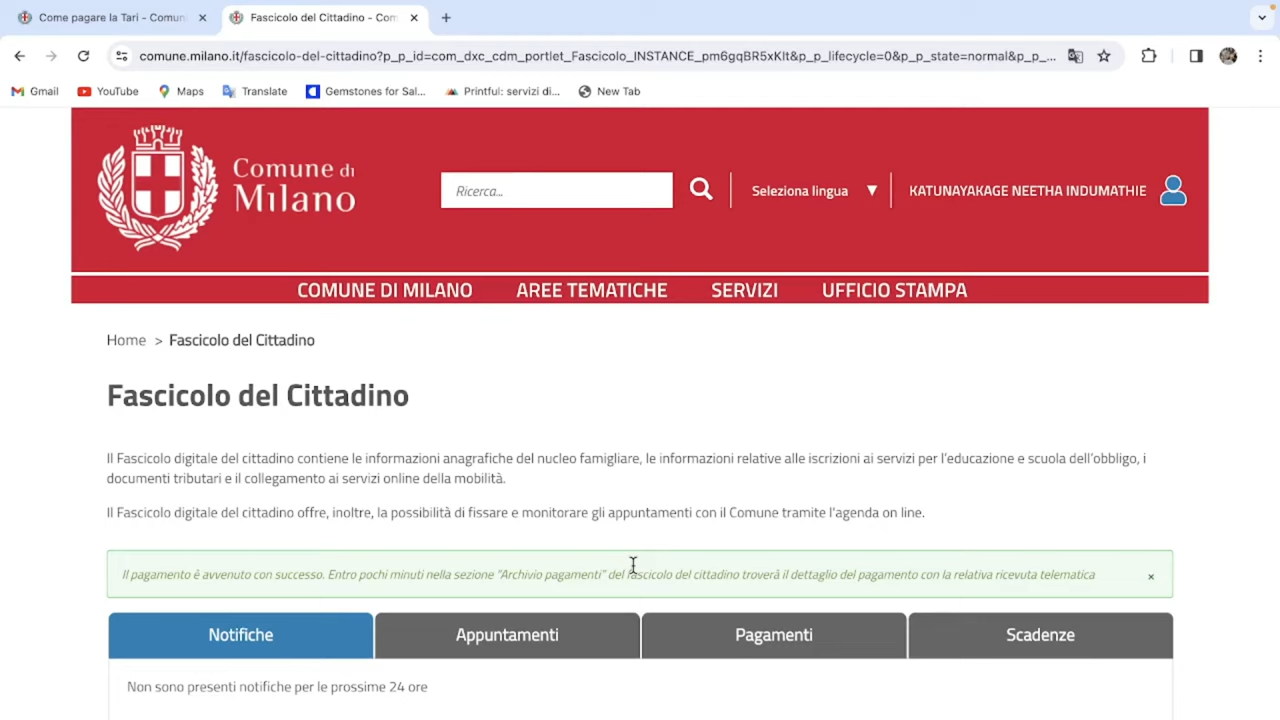 Come pagare la Tari - Comun
Fascicolo del Cittadino - Com
comune.milano.it/fascicolo-del-cittadino?p_p_id=com_dxc_cdm_portlet_Fascicolo_INSTANCE_pm6gqBR5xKlt&p_p_lifecycle=0&p_p_state=normal&p_p_...
Gmail
YouTube
Maps
Translate
Gemstones for Sal...
Printful: servizi di...
New Tab
Comune di
Milano
Ricerca...
Seleziona lingua ▼
KATUNAYAKAGE NEETHA INDUMATHIE
COMUNE DI MILANO
AREE TEMATICHE
SERVIZI
UFFICIO STAMPA
Home > Fascicolo del Cittadino
Fascicolo del Cittadino
Il Fascicolo digitale del cittadino contiene le informazioni anagrafiche del nucleo famigliare, le informazioni relative alle iscrizioni ai servizi per l'educazione e scuola dell'obbligo, i
documenti tributari e il collegamento ai servizi online della mobilità.
Il Fascicolo digitale del cittadino offre, inoltre, la possibilità di fissare e monitorare gli appuntamenti con il Comune tramite l'agenda on line.
Il pagamento è avvenuto con successo. Entro pochi minuti nella sezione "Archivio pagamenti" del fascicolo del cittadino troverà il dettaglio del pagamento con la relativa ricevuta telematica
Notifiche
Appuntamenti
Pagamenti
Scadenze
Non sono presenti notifiche per le prossime 24 ore